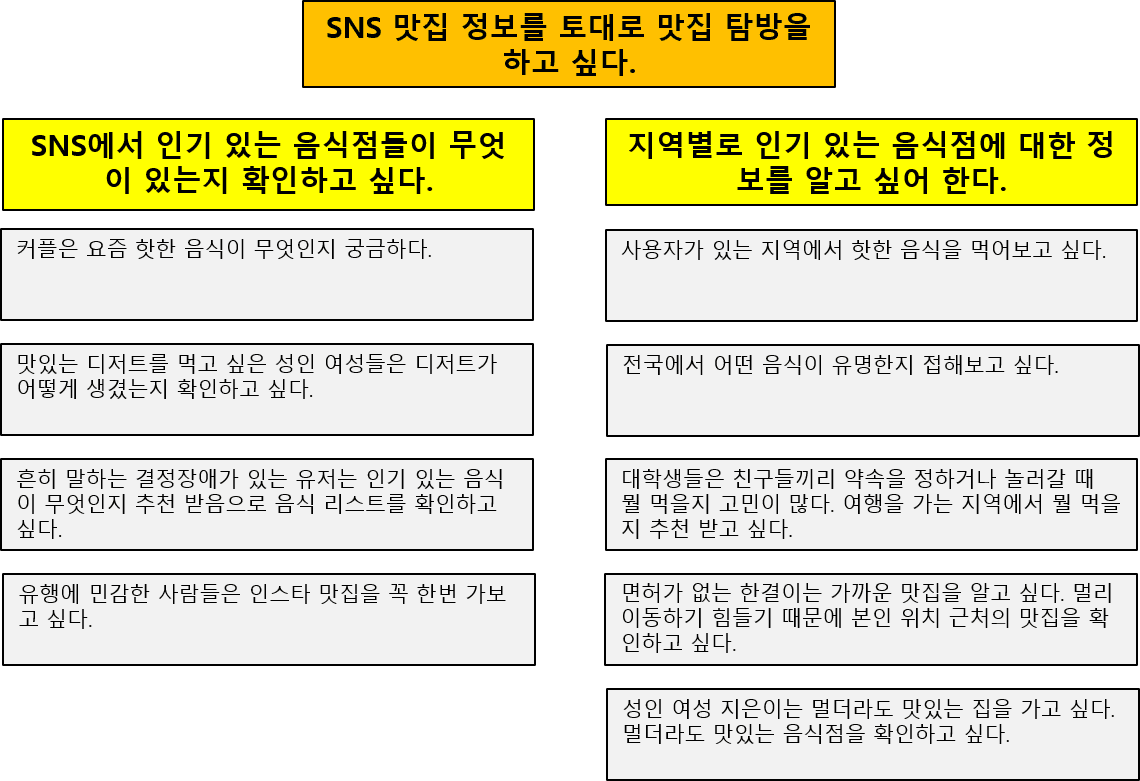 SNS 맛집 정보를 토대로 맛집 탐방을
하고 싶다.
SNS에서 인기 있는 음식점들이 무엇
이 있는지 확인하고 싶다.
커플은 요즘 핫한 음식이 무엇인지 궁금하다.
맛있는 디저트를 먹고 싶은 성인 여성들은 디저트가
어떻게 생겼는지 확인하고 싶다.
흔히 말하는 결정장애가 있는 유저는 인기 있는 음식
이 무엇인지 추천 받음으로 음식 리스트를 확인하고
싶다.
유행에 민감한 사람들은 인스타 맛집을 꼭 한번 가보
고 싶다.
지역별로 인기 있는 음식점에 대한 정
보를 알고 싶어 한다.
사용자가 있는 지역에서 핫한 음식을 먹어보고 싶다.
전국에서 어떤 음식이 유명한지 접해보고 싶다.
대학생들은 친구들끼리 약속을 정하거나 놀러갈 때
뭘 먹을지 고민이 많다. 여행을 가는 지역에서 뭘 먹을
지 추천 받고 싶다.
면허가 없는 한결이는 가까운 맛집을 알고 싶다. 멀리
이동하기 힘들기 때문에 본인 위치 근처의 맛집을 확
인하고 싶다.
성인 여성 지은이는 멀더라도 맛있는 집을 가고 싶다.
멀더라도 맛있는 음식점을 확인하고 싶다.